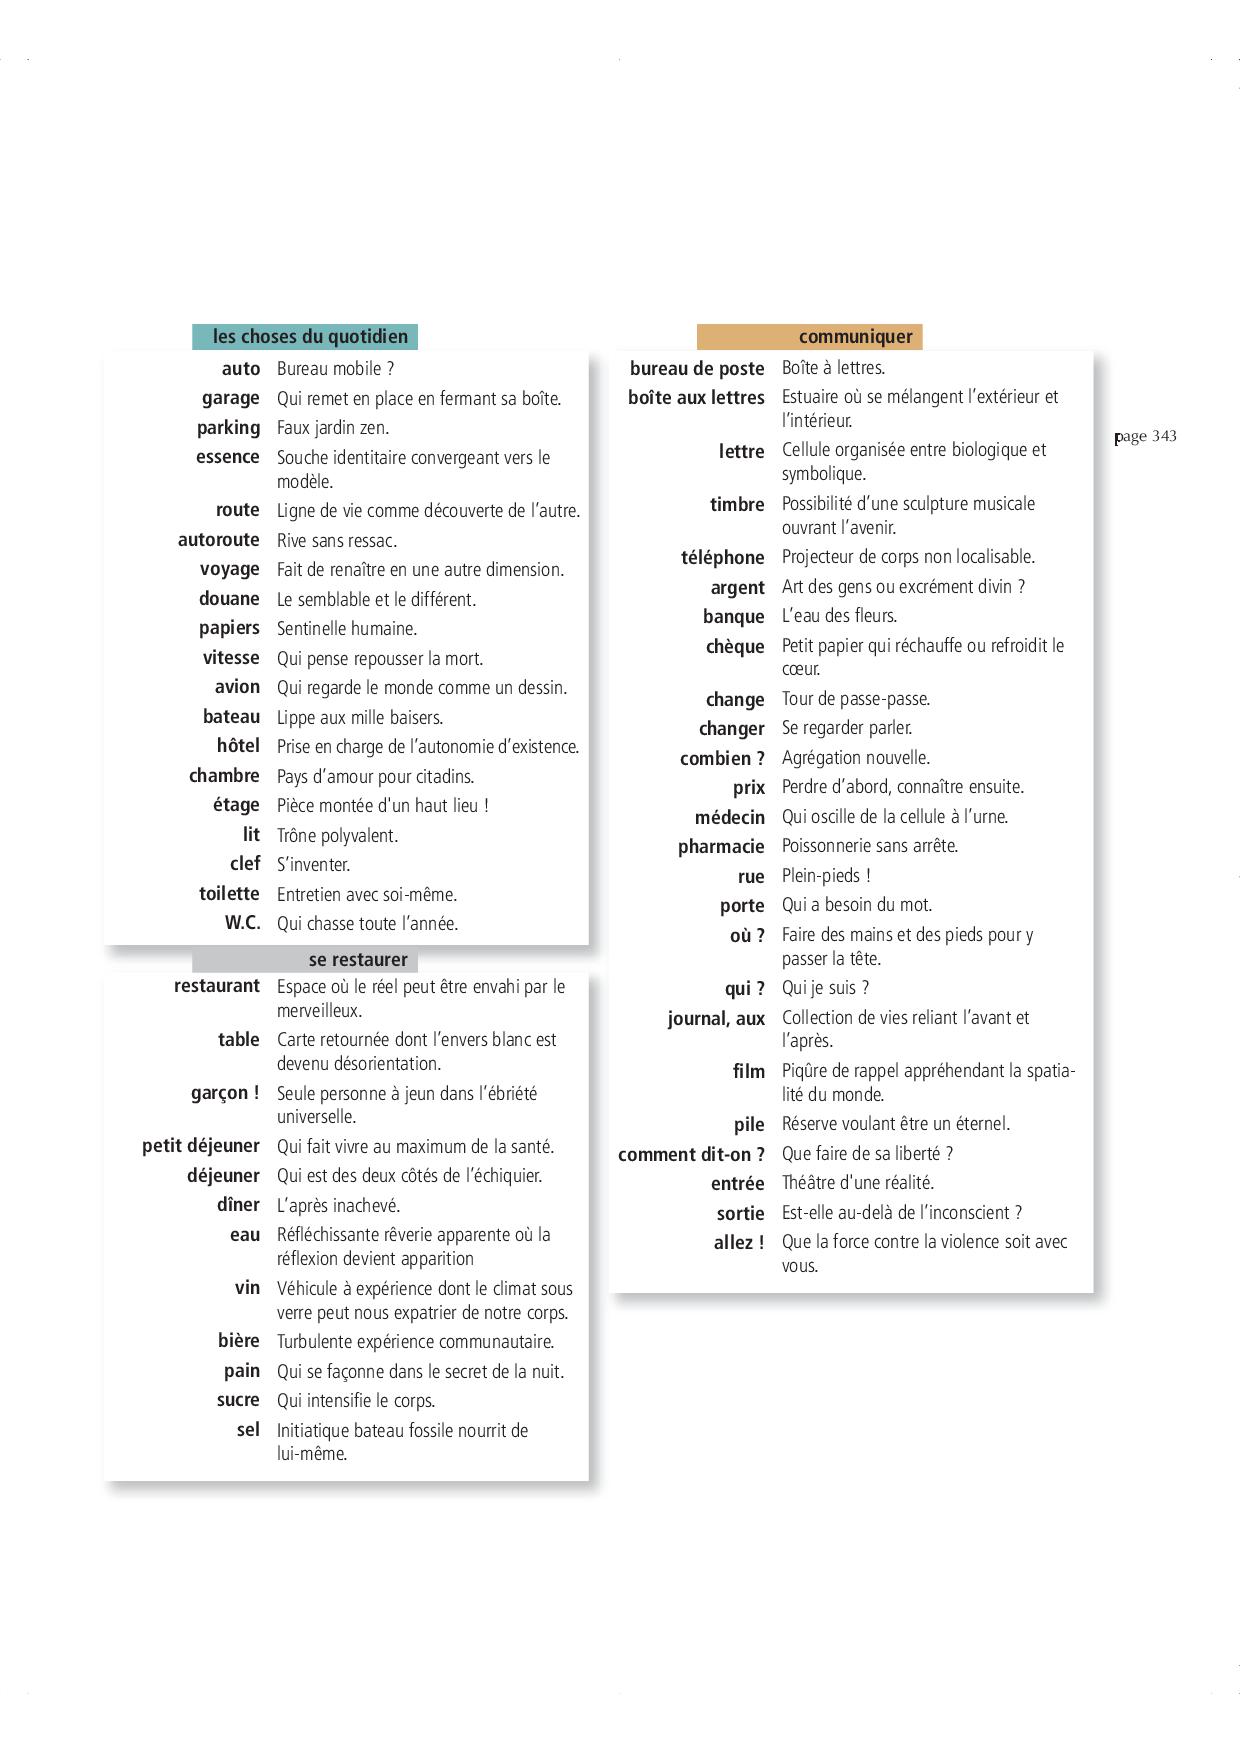 les choses du quotidien
auto Bureau mobile ?
garage Qui remet en place en fermant sa boîte.
parking Faux jardin zen.
essence Souche identitaire convergeant vers le
modèle.
route Ligne de vie comme découverte de l’autre.
autoroute Rive sans ressac.
voyage Fait de renaître en une autre dimension.
douane Le semblable et le différent.
papiers Sentinelle humaine.
vitesse Qui pense repousser la mort.
avion Qui regarde le monde comme un dessin.
bateau Lippe aux mille baisers.
hôtel Prise en charge de l’autonomie d’existence.
chambre Pays d’amour pour citadins.
étage Pièce montée d'un haut lieu !
lit Trône polyvalent.
clef S’inventer.
toilette Entretien avec soi-même.
W.C. Qui chasse toute l’année.
se restaurer
restaurant Espace où le réel peut être envahi par le
merveilleux.
table Carte retournée dont l’envers blanc est
devenu désorientation.
garçon ! Seule personne à jeun dans l’ébriété
universelle.
petit déjeuner Qui fait vivre au maximum de la santé.
déjeuner Qui est des deux côtés de l’échiquier.
dîner L’après inachevé.
eau Réfléchissante rêverie apparente où la
réflexion devient apparition
vin Véhicule à expérience dont le climat sous
verre peut nous expatrier de notre corps.
bière Turbulente expérience communautaire.
pain Qui se façonne dans le secret de la nuit.
sucre Qui intensifie le corps.
sel Initiatique bateau fossile nourrit de
lui-même.
communiquer
bureau de poste Boîte à lettres.
boîte aux lettres Estuaire où se mélangent l’extérieur et
l’intérieur.
lettre Cellule organisée entre biologique et
symbolique.
timbre Possibilité d’une sculpture musicale
ouvrant l’avenir.
téléphone Projecteur de corps non localisable.
argent Art des gens ou excrément divin ?
banque L’eau des fleurs.
chèque Petit papier qui réchauffe ou refroidit le
cœur.
change Tour de passe-passe.
changer Se regarder parler.
combien ? Agrégation nouvelle.
prix Perdre d’abord, connaître ensuite.
médecin Qui oscille de la cellule à l’urne.
pharmacie Poissonnerie sans arrête.
rue Plein-pieds !
porte Qui a besoin du mot.
où ? Faire des mains et des pieds pour y
passer la tête.
qui ? Qui je suis ?
journal, aux Collection de vies reliant l’avant et
l’après.
film Piqûre de rappel appréhendant la spatia-
lité du monde.
pile Réserve voulant être un éternel.
comment dit-on ? Que faire de sa liberté ?
entrée Théâtre d'une réalité.
sortie Est-elle au-delà de l’inconscient ?
allez ! Que la force contre la violence soit avec
vous.
page 343